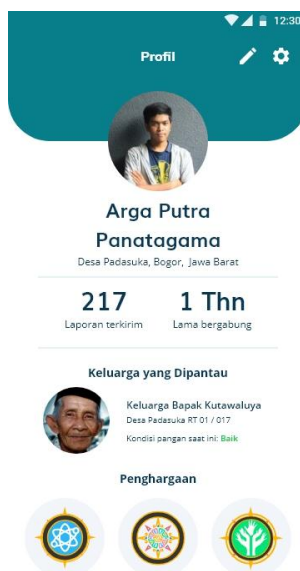 12:30
Profil
Arga Putra
Panatagama
Desa Padasuka, Bogor, Jawa Barat
217
Laporan terkirim
1 Thn
Lama bergabung
Keluarga yang Dipantau
Keluarga Bapak Kutawaluya
Desa Padasuka RT 01 / 017
Kondisi pangan saat ini: Baik
Penghargaan